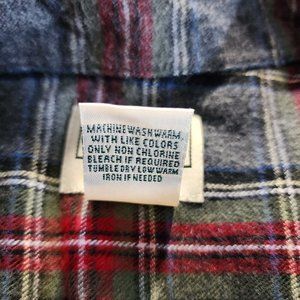 MACHINE WASH WARM,
WITH LIKE COLORS
ONLY NON CHLORINE
BLEACH IF REQUIRED
TUMBLE DRY LOW WARM
IRON IF NEEDED